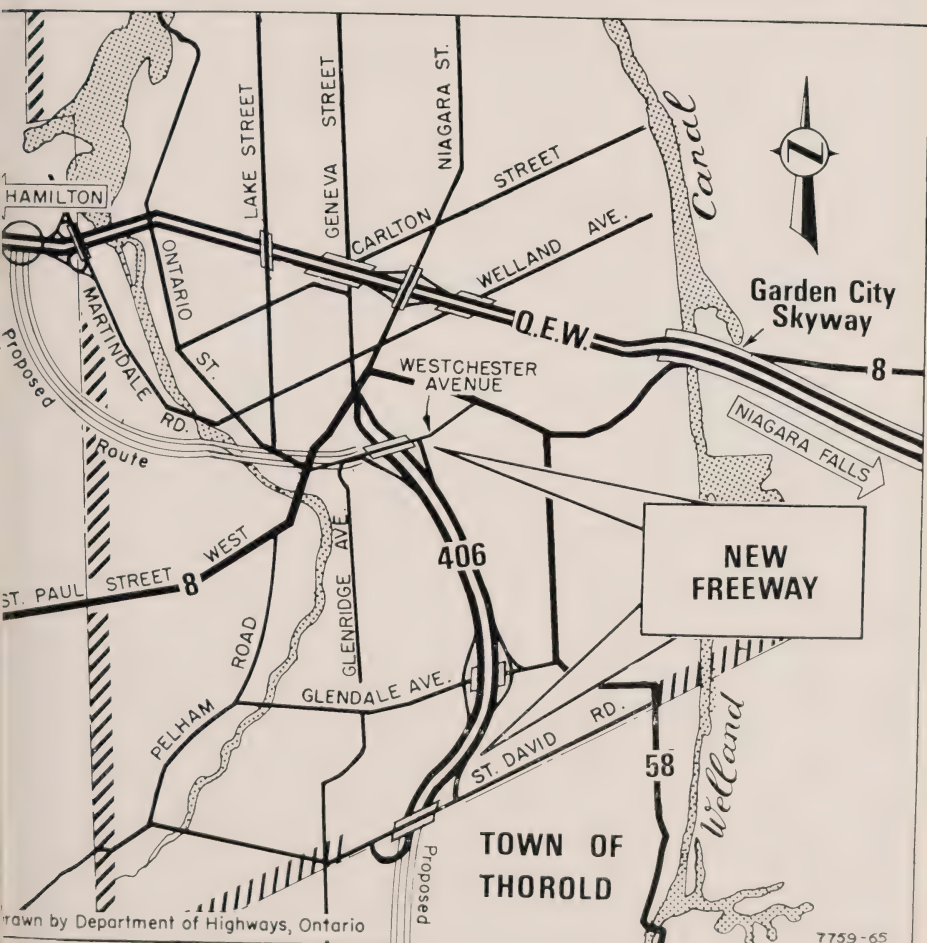 LAKE STREET
GENEVA STREET
NIAGARA ST.
Canal
N
HAMILTON
CARLTON STREET
WELLAND AVE.
ONTARIO ST.
MARTINDALE RD.
Garden City
Skyway
Q.E.W.
8
NIAGARA FALLS
WESTCHESTER
AVENUE
Proposed Route
406
NEW
FREEWAY
ST. PAUL STREET WEST
8
GLENRIDGE AVE.
PELHAM ROAD
GLENDALE AVE.
ST. DAVID RD.
58
Welland
TOWN OF
THOROLD
Proposed
rawn by Department of Highways, Ontario
7759-65